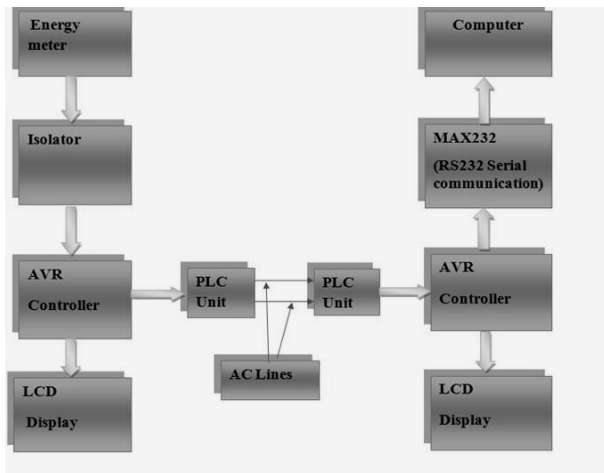 Energy
meter
Isolator
AVR
Controller
LCD
Display
PLC
Unit
AC Lines
PLC
Unit
Computer
MAX232
(RS232 Serial
communication)
AVR
Controller
LCD
Display